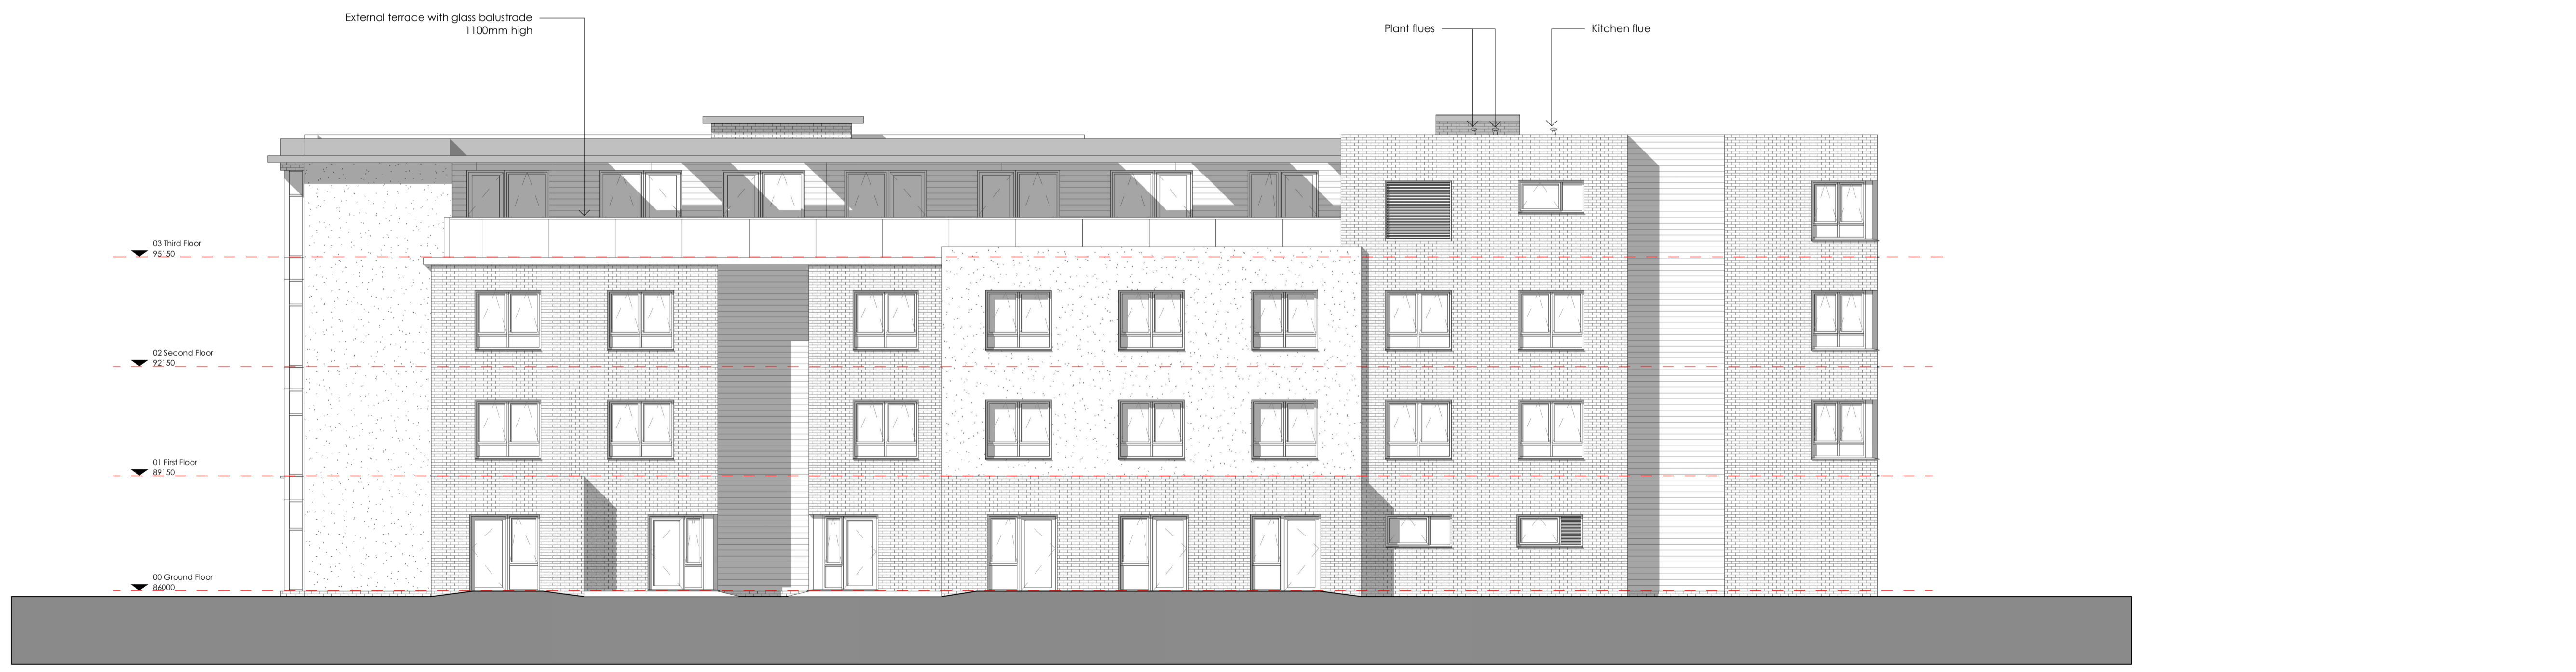 External terrace with glass balustrade
1100mm high
Plant flues
Kitchen flue
03 Third Floor
95150
02 Second Floor
92150
01 First Floor
89150
00 Ground Floor
86000